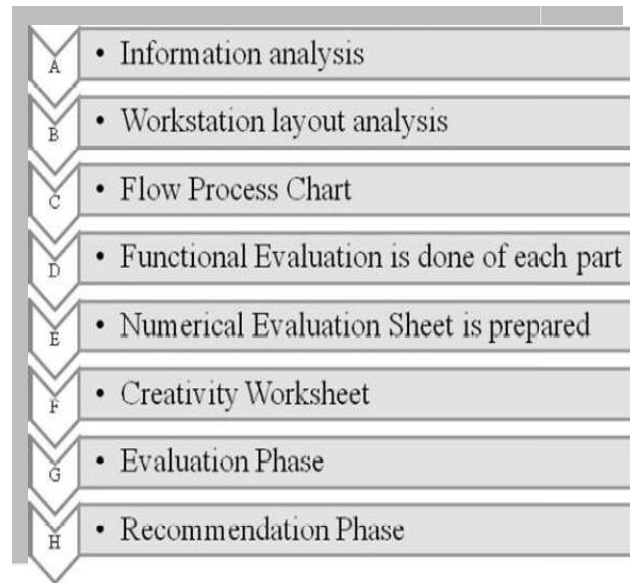 A • Information analysis
B • Workstation layout analysis
C • Flow Process Chart
D • Functional Evaluation is done of each part
E • Numerical Evaluation Sheet is prepared
F • Creativity Worksheet
G • Evaluation Phase
H • Recommendation Phase